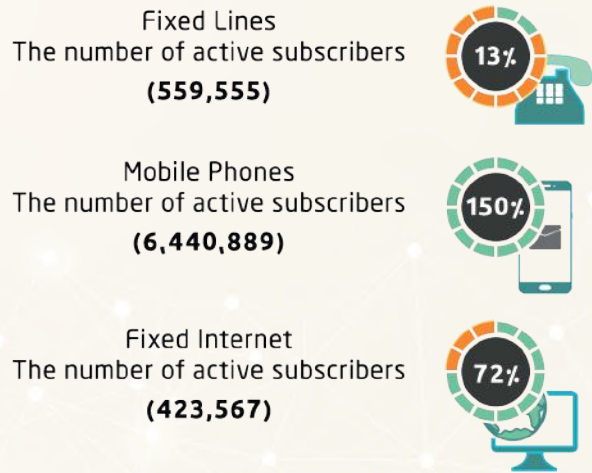 Fixed Lines
The number of active subscribers
(559,555)
13%
Mobile Phones
The number of active subscribers
(6,440,889)
150%
Fixed Internet
The number of active subscribers
(423,567)
72%